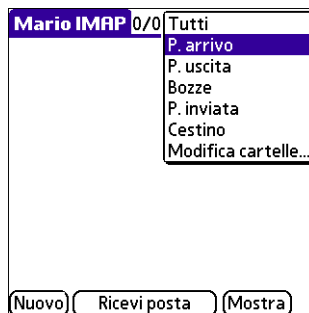 Mario IMAP 0/0 Tutti
P. arrivo
P. uscita
Bozze
P. inviata
Cestino
Modifica cartelle...
Nuovo Ricevi posta Mostra